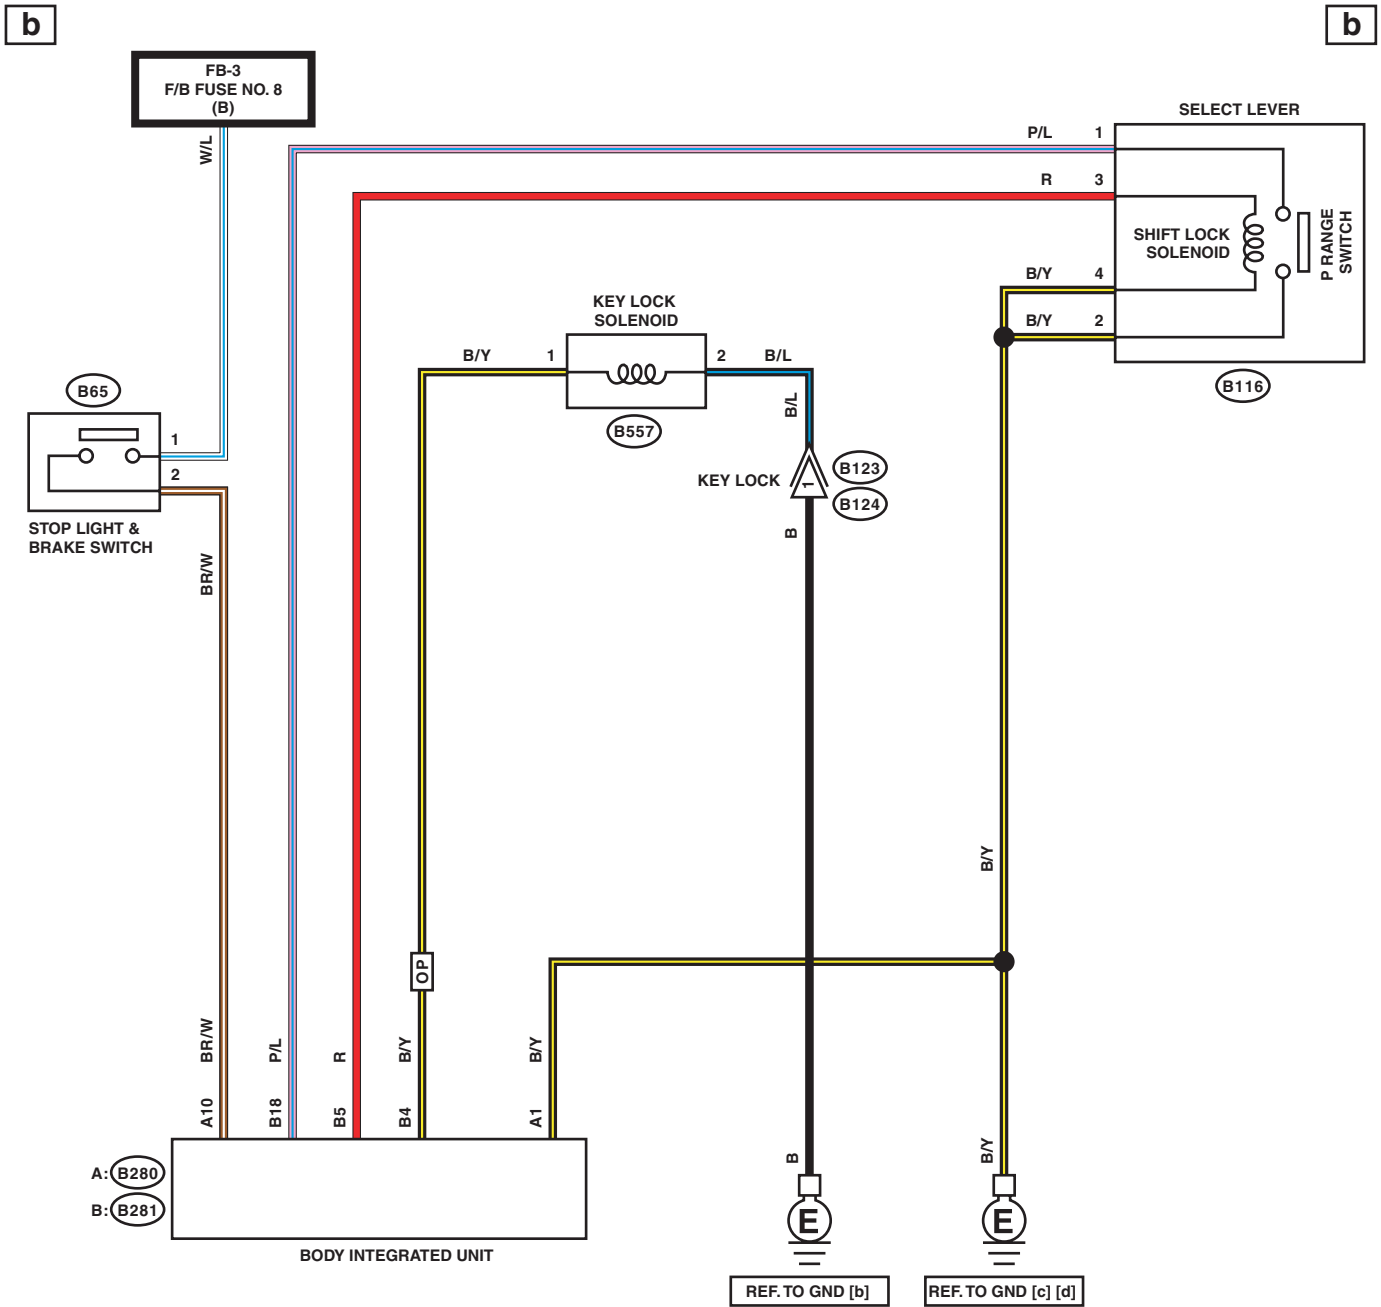 b
b
FB-3
F/B FUSE NO. 8
(B)
W/L
SELECT LEVER
P/L 1
R 3
SHIFT LOCK
SOLENOID
P RANGE
SWITCH
B/Y 4
B/Y 2
B116
KEY LOCK
SOLENOID
B/Y 1
2 B/L
B/L
B557
B65
1
2
STOP LIGHT &
BRAKE SWITCH
KEY LOCK
1
B123
B124
B
BR/W
B/Y
OP
BR/W
P/L
R
B/Y
B/Y
A10
B18
B5
B4
A1
B
B/Y
A: B280
B: B281
BODY INTEGRATED UNIT
E
E
REF. TO GND [b]
REF. TO GND [c] [d]